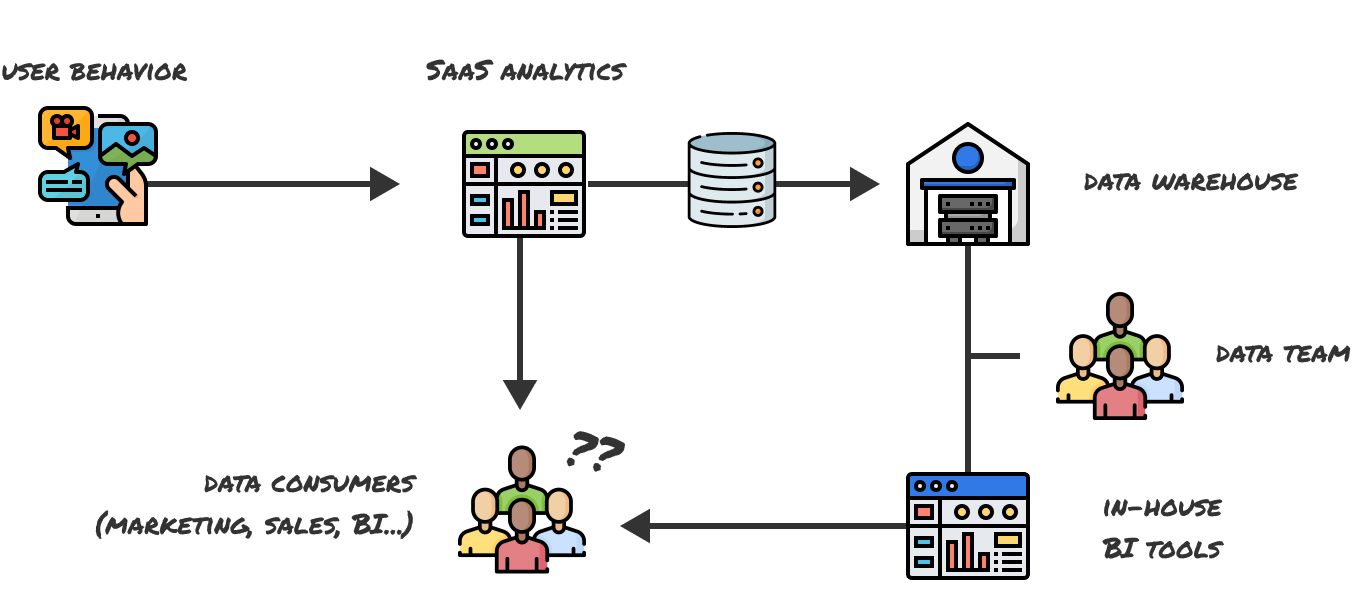 USER BEHAVIOR
SaaS ANALYTICS
DATA WAREHOUSE
DATA TEAM
??
DATA CONSUMERS
(MARKETING, SALES, BI...)
IN-HOUSE
BI TOOLS